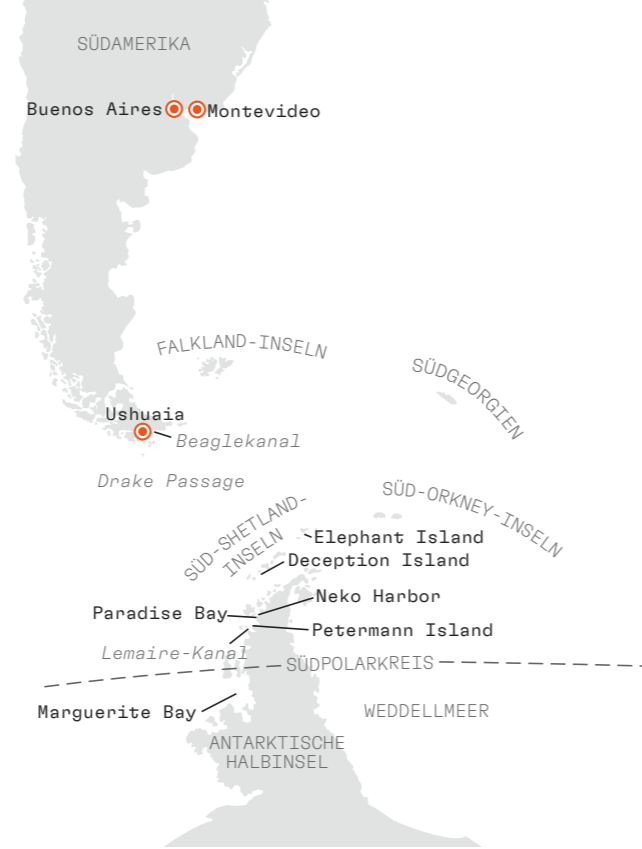 SÜDAMERIKA
Buenos Aires
Montevideo
FALKLAND-INSELN
SÜDGEORGIEN
Ushuaia
Beaglekanal
Drake Passage
SÜD-ORKNEY-INSELN
SÜD-SHETLAND-
INSELN
Elephant Island
Deception Island
Neko Harbor
Paradise Bay
Petermann Island
Lemaire-Kanal
SÜDPOLARKREIS
Marguerite Bay
WEDDELLMEER
ANTARKTISCHE
HALBINSEL